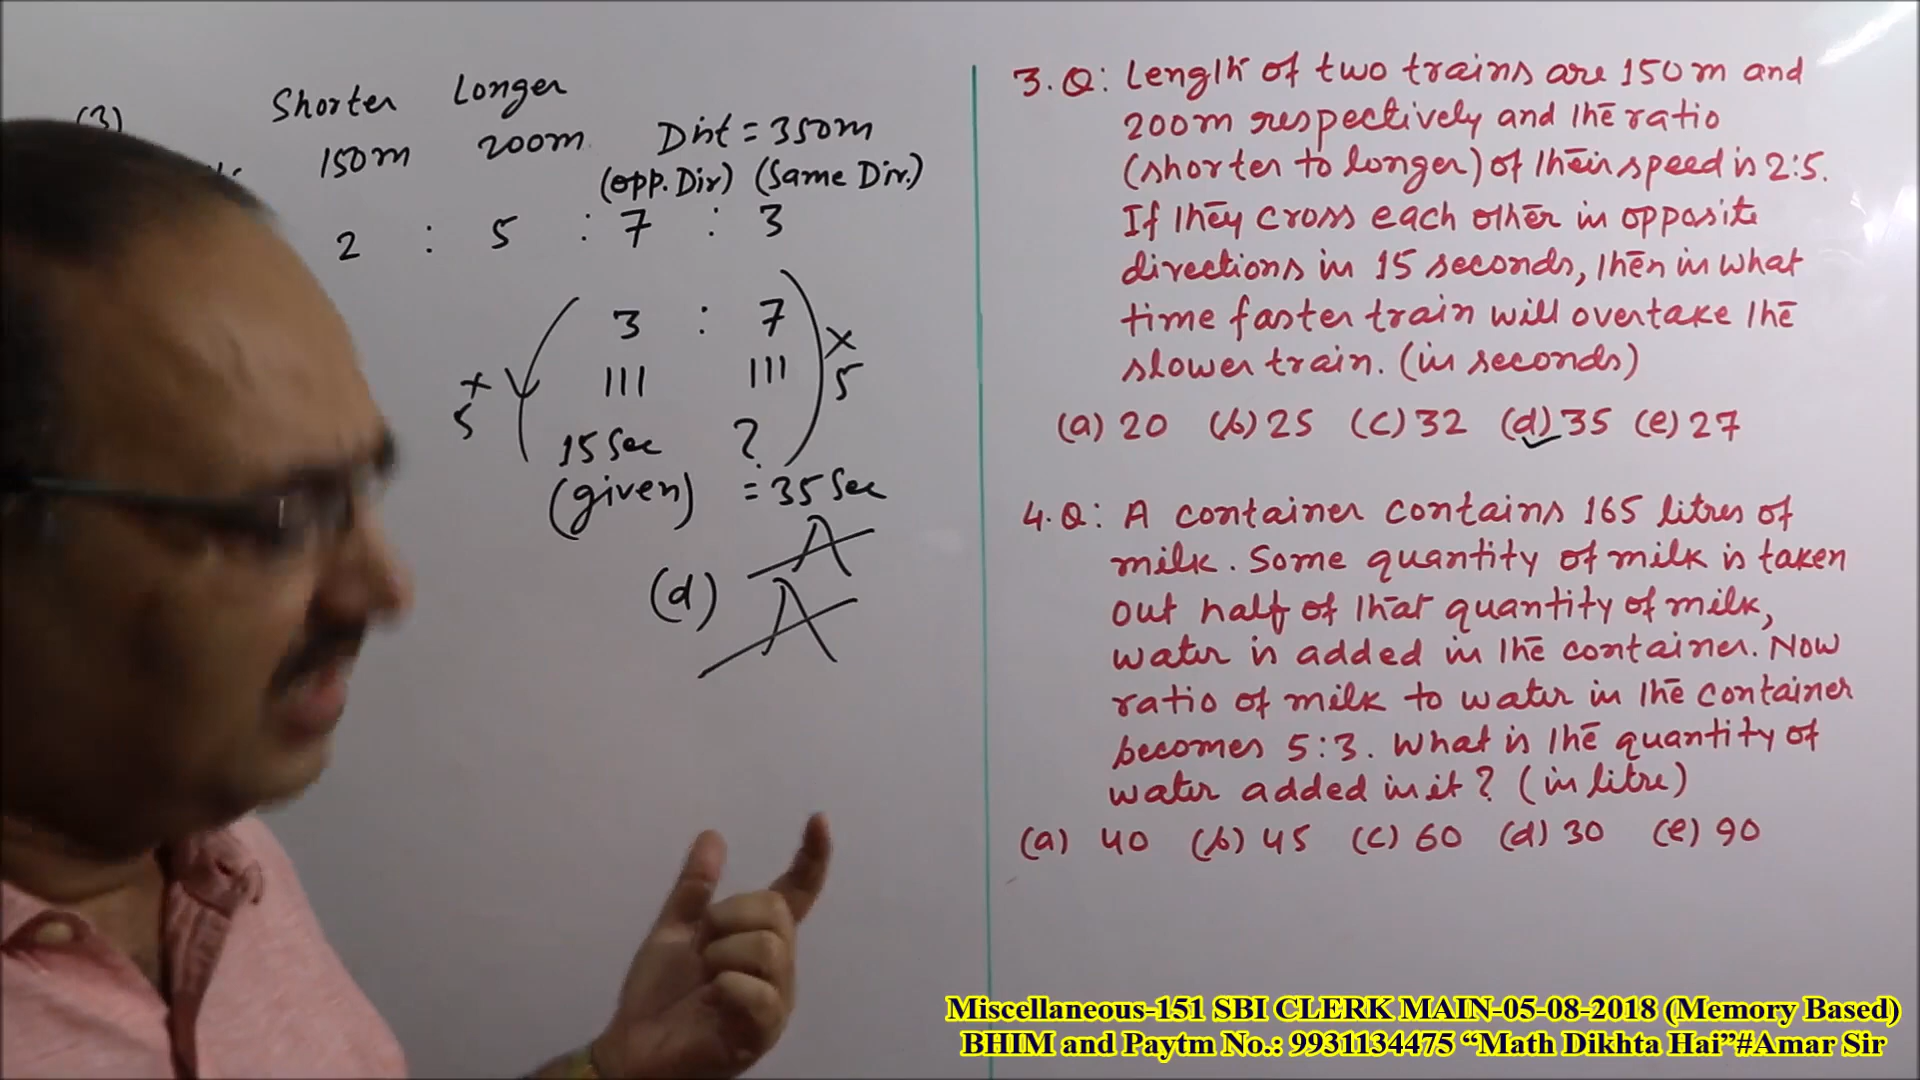 (3)
Shorter Longer
150m 200m Dist = 350m
(opp. Dir) (Same Dir.)
2 : 5 : 7 : 3
3 : 7
× 5 ||| ||| × 5
15 Sec ?
(given) = 35 Sec
(d) A
A
3. Q: Length of two trains are 150m and
200m respectively and the ratio
(shorter to longer) of their speed is 2:5.
If they cross each other in opposite
directions in 15 seconds, then in what
time faster train will overtake the
slower train. (in seconds)
(a) 20 (b) 25 (c) 32 (d) 35 (e) 27
4. Q: A container contains 165 litres of
milk. Some quantity of milk is taken
out half of that quantity of milk,
water is added in the container. Now
ratio of milk to water in the container
becomes 5:3. What is the quantity of
water added in it? (in litre)
(a) 40 (b) 45 (c) 60 (d) 30 (e) 90
Miscellaneous-151 SBI CLERK MAIN-05-08-2018 (Memory Based)
BHIM and Paytm No.: 9931134475 “Math Dikhta Hai”#Amar Sir